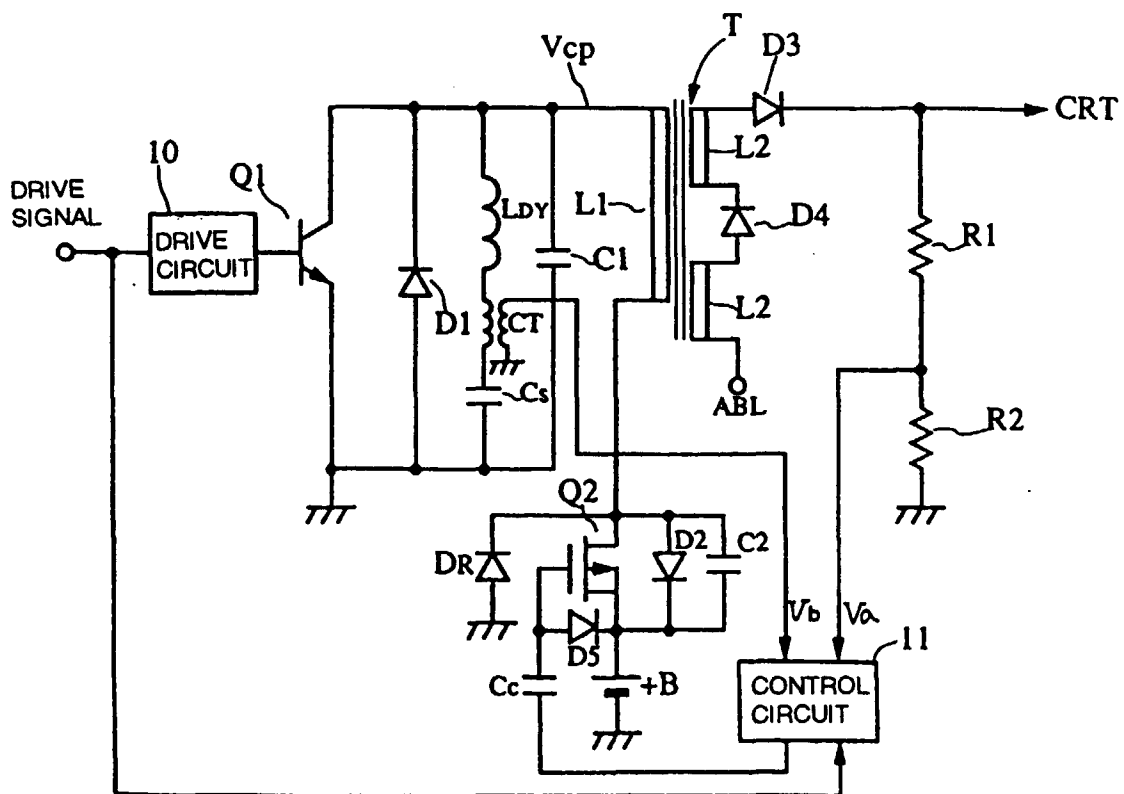 T
D3
Vcp
CRT
10
Q1
L2
DRIVE
SIGNAL
LDY
L1
D4
R1
DRIVE
CIRCUIT
C1
D1
CT
L2
Cs
ABL
R2
Q2
D2
C2
DR
Vb
Va
D5
11
Cc
+B
CONTROL
CIRCUIT